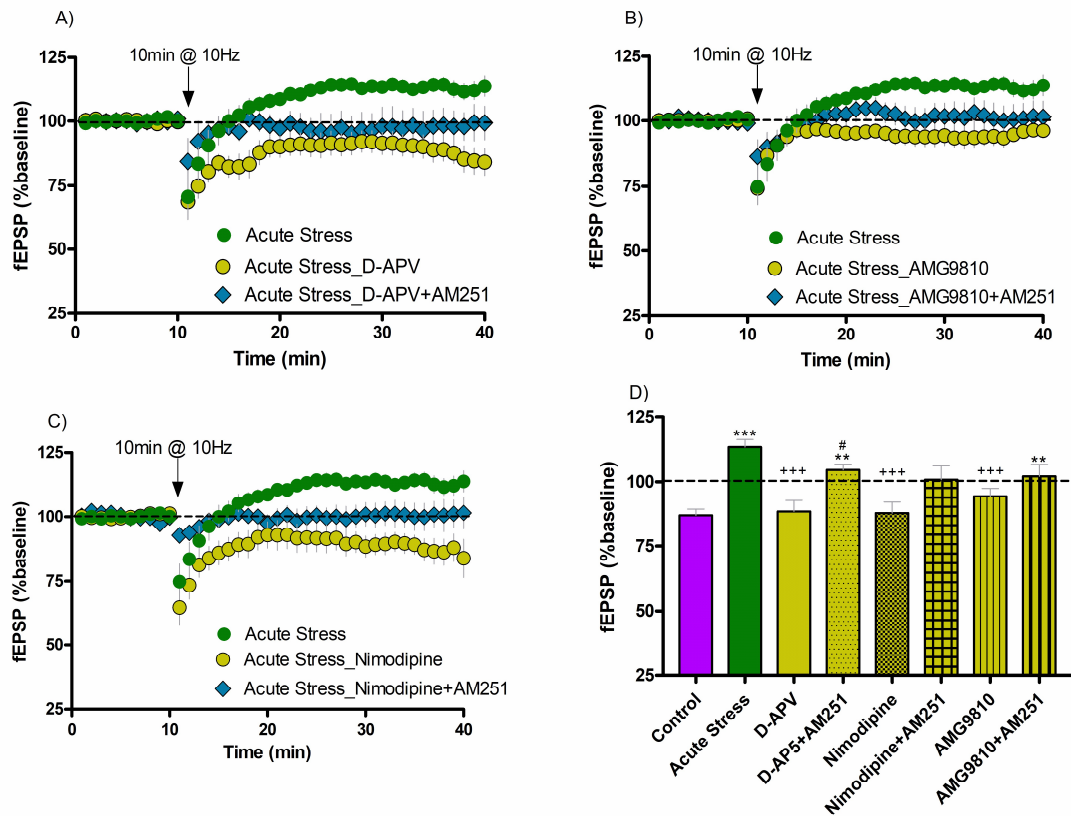 A)
10min @ 10Hz
125
100
75
50
25
fEPSP (%baseline)
Acute Stress
Acute Stress_D-APV
Acute Stress_D-APV+AM251
0 10 20 30 40
Time (min)
B)
10min @ 10Hz
125
100
75
50
25
fEPSP (%baseline)
Acute Stress
Acute Stress_AMG9810
Acute Stress_AMG9810+AM251
0 10 20 30 40
Time (min)
C)
10min @ 10Hz
125
100
75
50
25
fEPSP (%baseline)
Acute Stress
Acute Stress_Nimodipine
Acute Stress_Nimodipine+AM251
0 10 20 30 40
Time (min)
D)
125
100
75
50
25
fEPSP (%baseline)
***
+++
#
**
+++
+++
**
Control
Acute Stress
D-APV
D-AP5+AM251
Nimodipine
Nimodipine+AM251
AMG9810
AMG9810+AM251